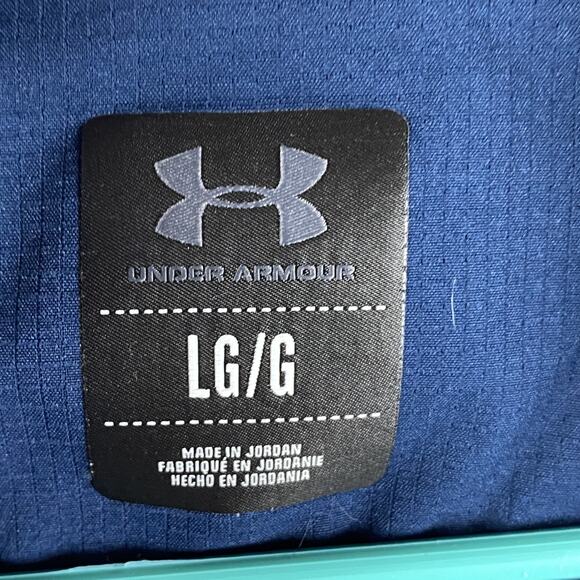 UNDER ARMOUR
LG/G
MADE IN JORDAN
FABRIQUÉ EN JORDANIE
HECHO EN JORDANIA